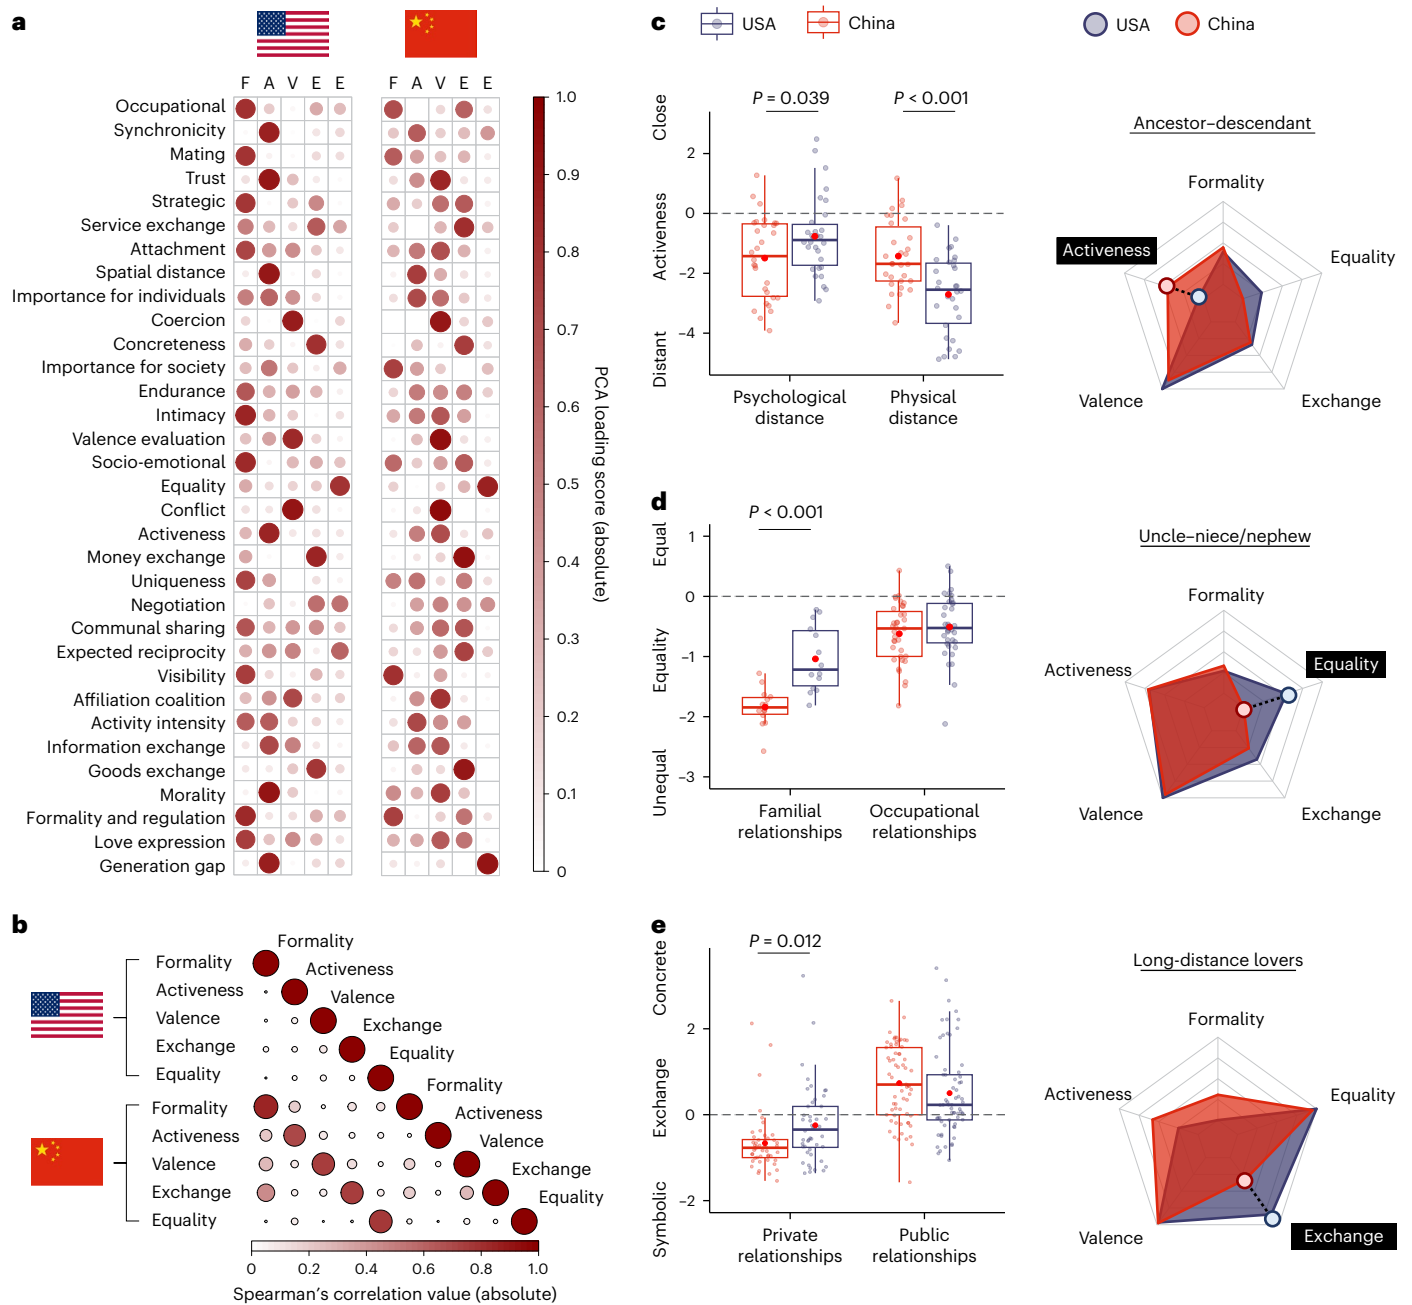 a
F A V E E
F A V E E
Occupational
Synchronicity
Mating
Trust
Strategic
Service exchange
Attachment
Spatial distance
Importance for individuals
Coercion
Concreteness
Importance for society
Endurance
Intimacy
Valence evaluation
Socio-emotional
Equality
Conflict
Activeness
Money exchange
Uniqueness
Negotiation
Communal sharing
Expected reciprocity
Visibility
Affiliation coalition
Activity intensity
Information exchange
Goods exchange
Morality
Formality and regulation
Love expression
Generation gap
1.0
0.9
0.8
0.7
0.6
0.5
0.4
0.3
0.2
0.1
0
PCA loading score (absolute)
b
Formality
Activeness
Valence
Exchange
Equality
Formality
Activeness
Valence
Exchange
Equality
Formality
Activeness
Valence
Exchange
Equality
Formality
Activeness
Valence
Exchange
Equality
0 0.2 0.4 0.6 0.8 1.0
Spearman's correlation value (absolute)
c
USA China
USA China
P = 0.039 P < 0.001
Close
Activeness
Distant
2
0
−2
−4
Psychological distance
Physical distance
Ancestor–descendant
Formality
Activeness
Equality
Valence
Exchange
d
P < 0.001
Equal
Equality
Unequal
1
0
−1
−2
−3
Familial relationships
Occupational relationships
Uncle–niece/nephew
Formality
Activeness
Equality
Valence
Exchange
e
P = 0.012
Concrete
Exchange
Symbolic
2
0
−2
Private relationships
Public relationships
Long-distance lovers
Formality
Activeness
Equality
Valence
Exchange